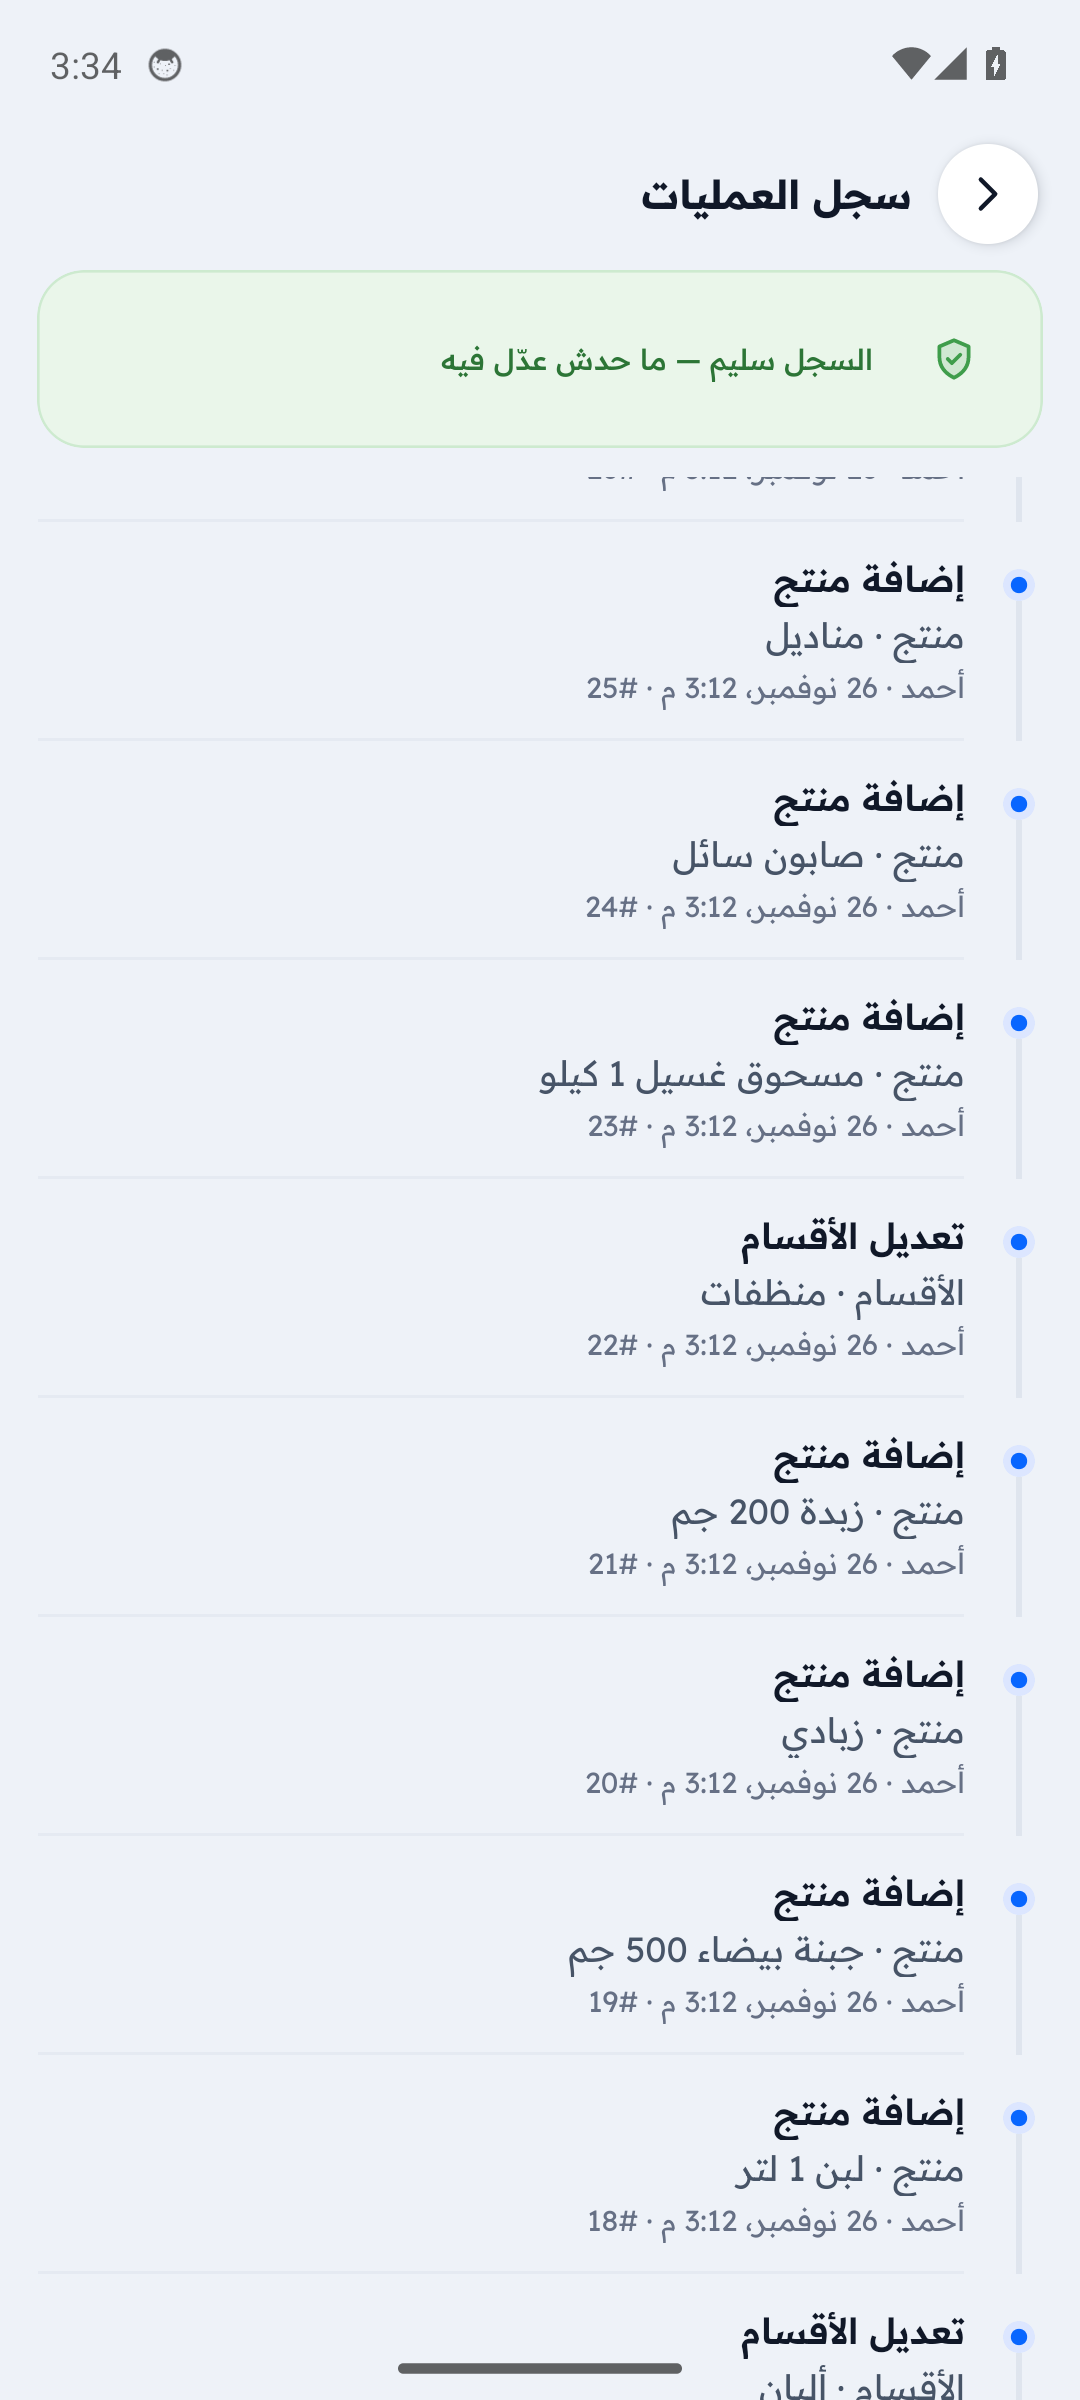 3:34
سجل العمليات
السجل سليم — ما حدش عدّل فيه
إضافة منتج
منتج · مناديل
أحمد · 26 نوفمبر، 3:12 م · #25
إضافة منتج
منتج · صابون سائل
أحمد · 26 نوفمبر، 3:12 م · #24
إضافة منتج
منتج · مسحوق غسيل 1 كيلو
أحمد · 26 نوفمبر، 3:12 م · #23
تعديل الأقسام
الأقسام · منظفات
أحمد · 26 نوفمبر، 3:12 م · #22
إضافة منتج
منتج · زبدة 200 جم
أحمد · 26 نوفمبر، 3:12 م · #21
إضافة منتج
منتج · زبادي
أحمد · 26 نوفمبر، 3:12 م · #20
إضافة منتج
منتج · جبنة بيضاء 500 جم
أحمد · 26 نوفمبر، 3:12 م · #19
إضافة منتج
منتج · لبن 1 لتر
أحمد · 26 نوفمبر، 3:12 م · #18
تعديل الأقسام
الأقسام · ألبان